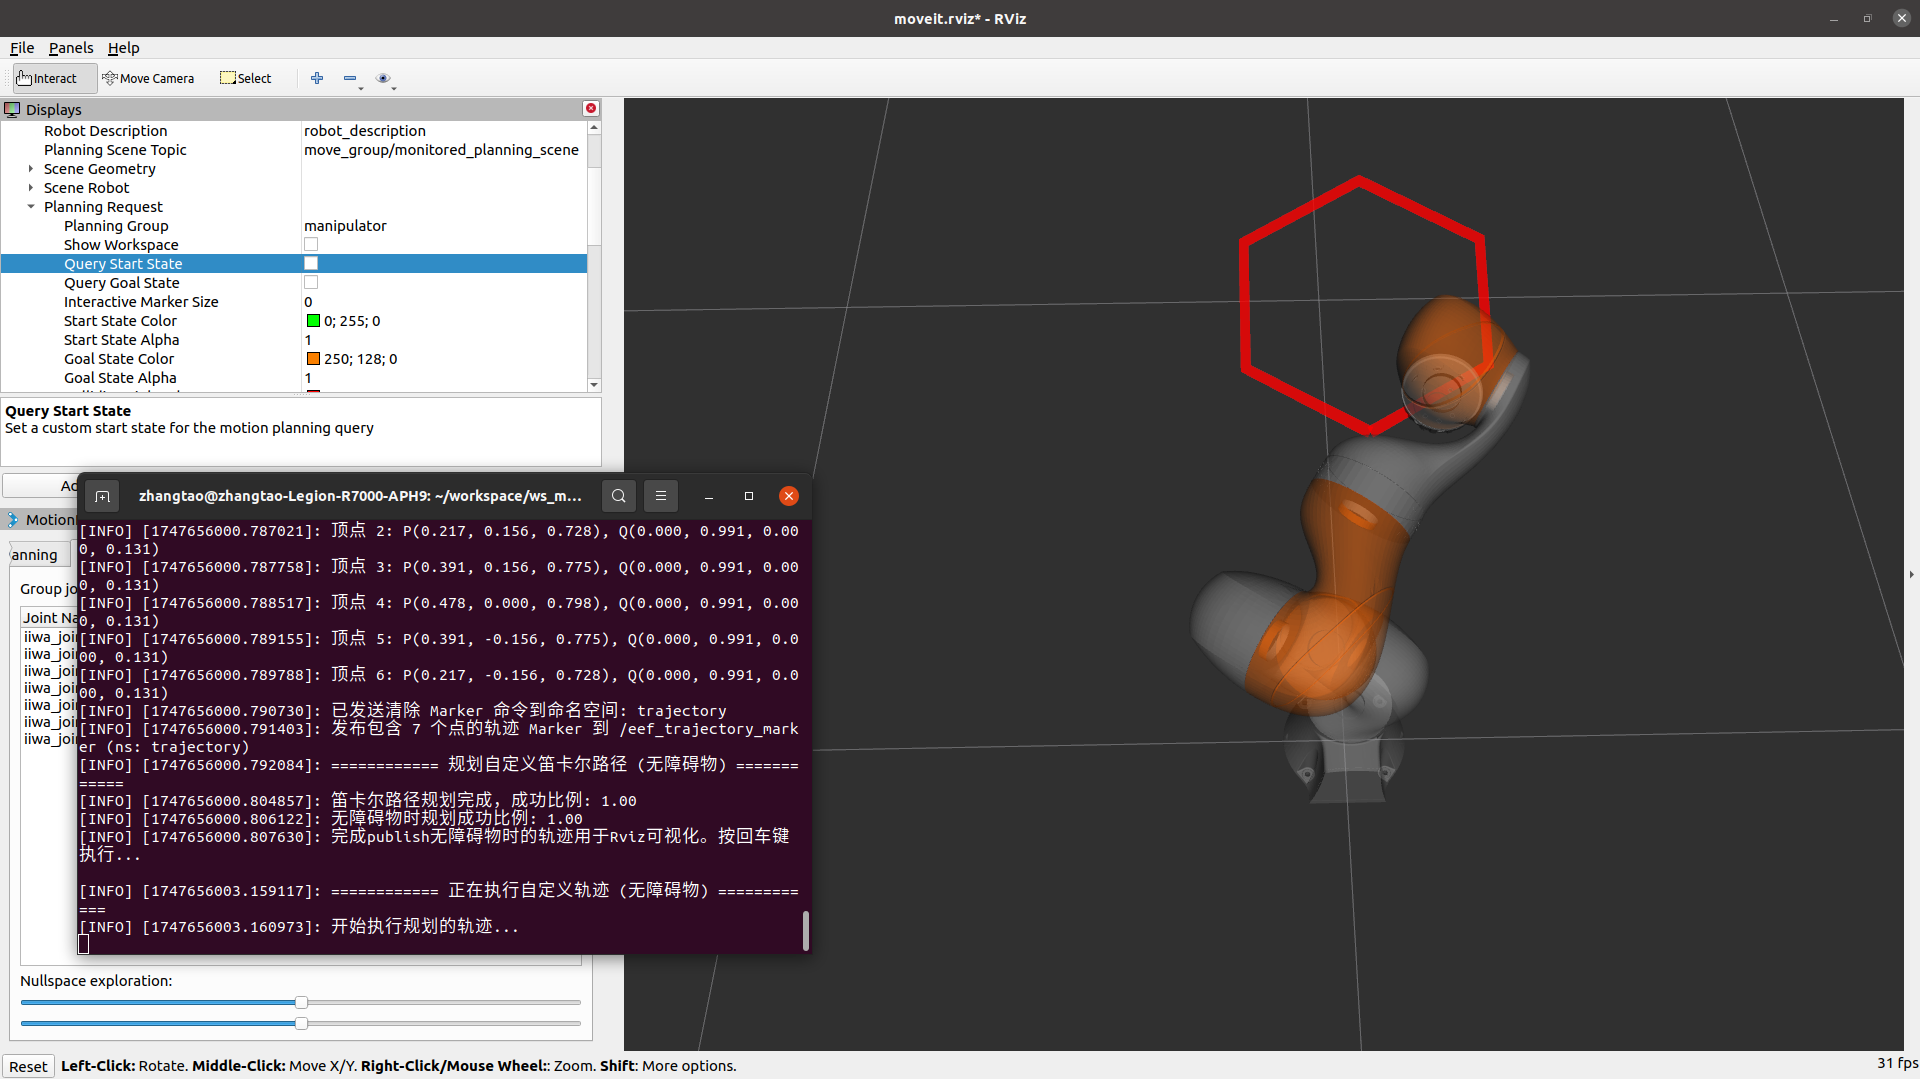 moveit.rviz* - RViz
File Panels Help
Interact Move Camera Select
Displays
Robot Description robot_description
Planning Scene Topic move_group/monitored_planning_scene
Scene Geometry
Scene Robot
Planning Request
Planning Group manipulator
Show Workspace
Query Start State
Query Goal State
Interactive Marker Size 0
Start State Color 0; 255; 0
Start State Alpha 1
Goal State Color 250; 128; 0
Goal State Alpha 1
Query Start State
Set a custom start state for the motion planning query
Ad
zhangtao@zhangtao-Legion-R7000-APH9: ~/workspace/ws_m...
Motion
anning
Group jo
Joint Na
iiwa_joi
iiwa_joi
iiwa_joi
iiwa_joi
iiwa_joi
iiwa_joi
iiwa_joi
[INFO] [1747656000.787021]: 顶点 2: P(0.217, 0.156, 0.728), Q(0.000, 0.991, 0.00
0, 0.131)
[INFO] [1747656000.787758]: 顶点 3: P(0.391, 0.156, 0.775), Q(0.000, 0.991, 0.00
0, 0.131)
[INFO] [1747656000.788517]: 顶点 4: P(0.478, 0.000, 0.798), Q(0.000, 0.991, 0.00
0, 0.131)
[INFO] [1747656000.789155]: 顶点 5: P(0.391, -0.156, 0.775), Q(0.000, 0.991, 0.0
00, 0.131)
[INFO] [1747656000.789788]: 顶点 6: P(0.217, -0.156, 0.728), Q(0.000, 0.991, 0.0
00, 0.131)
[INFO] [1747656000.790730]: 已发送清除 Marker 命令到命名空间: trajectory
[INFO] [1747656000.791403]: 发布包含 7 个点的轨迹 Marker 到 /eef_trajectory_mark
er (ns: trajectory)
[INFO] [1747656000.792084]: ============ 规划自定义笛卡尔路径 (无障碍物) =======
=====
[INFO] [1747656000.804857]: 笛卡尔路径规划完成，成功比例: 1.00
[INFO] [1747656000.806122]: 无障碍物时规划成功比例: 1.00
[INFO] [1747656000.807630]: 完成publish无障碍物时的轨迹用于Rviz可视化。按回车键
执行...
[INFO] [1747656003.159117]: ============ 正在执行自定义轨迹 (无障碍物) =========
===
[INFO] [1747656003.160973]: 开始执行规划的轨迹...
Nullspace exploration:
Reset Left-Click: Rotate. Middle-Click: Move X/Y. Right-Click/Mouse Wheel:: Zoom. Shift: More options. 31 fps